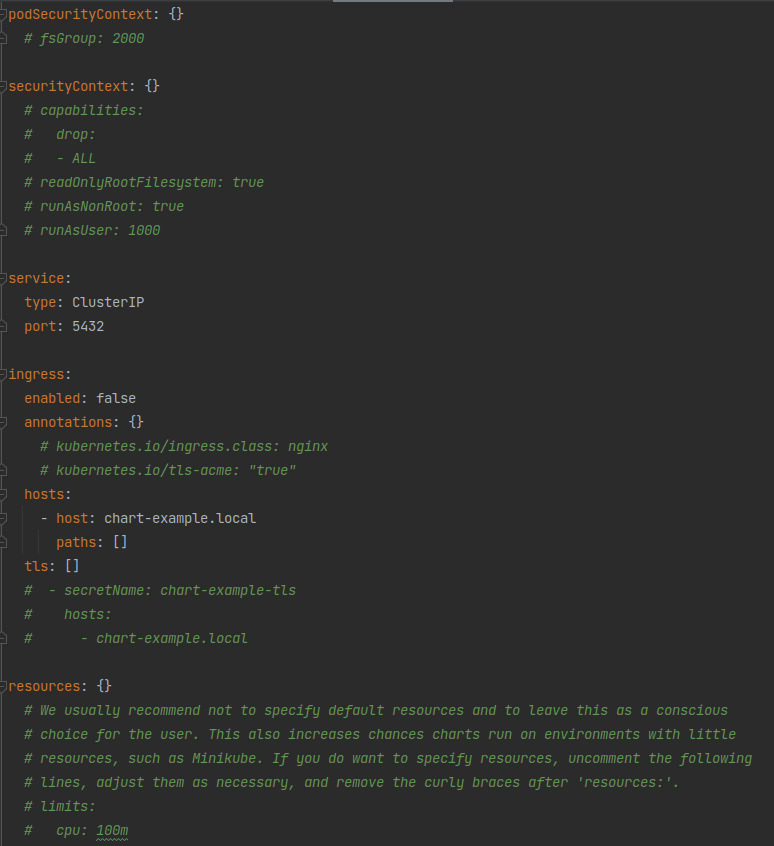 podSecurityContext: {}
  # fsGroup: 2000

securityContext: {}
  # capabilities:
  #   drop:
  #   - ALL
  # readOnlyRootFilesystem: true
  # runAsNonRoot: true
  # runAsUser: 1000

service:
  type: ClusterIP
  port: 5432

ingress:
  enabled: false
  annotations: {}
    # kubernetes.io/ingress.class: nginx
    # kubernetes.io/tls-acme: "true"
  hosts:
    - host: chart-example.local
      paths: []
  tls: []
  #  - secretName: chart-example-tls
  #    hosts:
  #      - chart-example.local

resources: {}
  # We usually recommend not to specify default resources and to leave this as a conscious
  # choice for the user. This also increases chances charts run on environments with little
  # resources, such as Minikube. If you do want to specify resources, uncomment the following
  # lines, adjust them as necessary, and remove the curly braces after 'resources:'.
  # limits:
  #   cpu: 100m